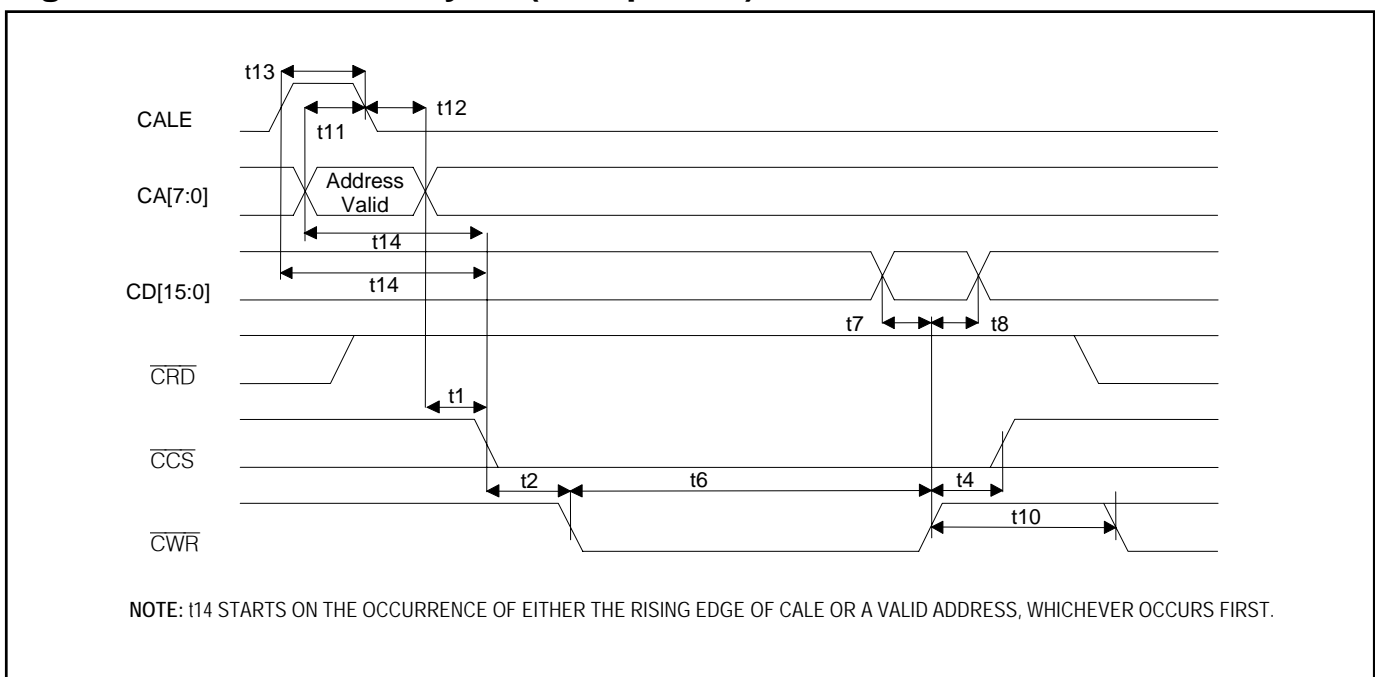 t13
t12
CALE
t11
Address
Valid
CA[7:0]
t14
t14
CD[15:0]
t7
t8
CRD
t1
CCS
t2
t6
t4
t10
CWR
NOTE: t14 STARTS ON THE OCCURRENCE OF EITHER THE RISING EDGE OF CALE OR A VALID ADDRESS, WHICHEVER OCCURS FIRST.